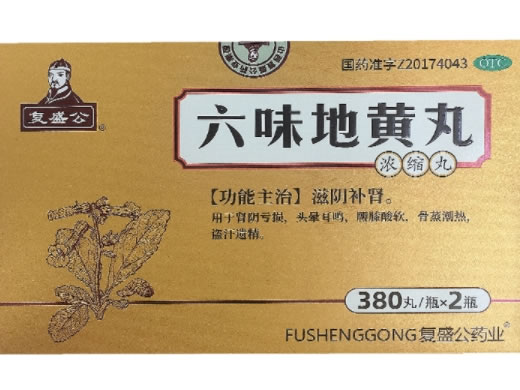 国药准字Z20174043 OTC
复盛公
六味地黄丸
浓缩丸
【功能主治】滋阴补肾。
用于肾阴亏损，头晕耳鸣，腰膝酸软，骨蒸潮热，
盗汗遗精。
380丸/瓶×2瓶
FUSHENGGONG 复盛公药业®